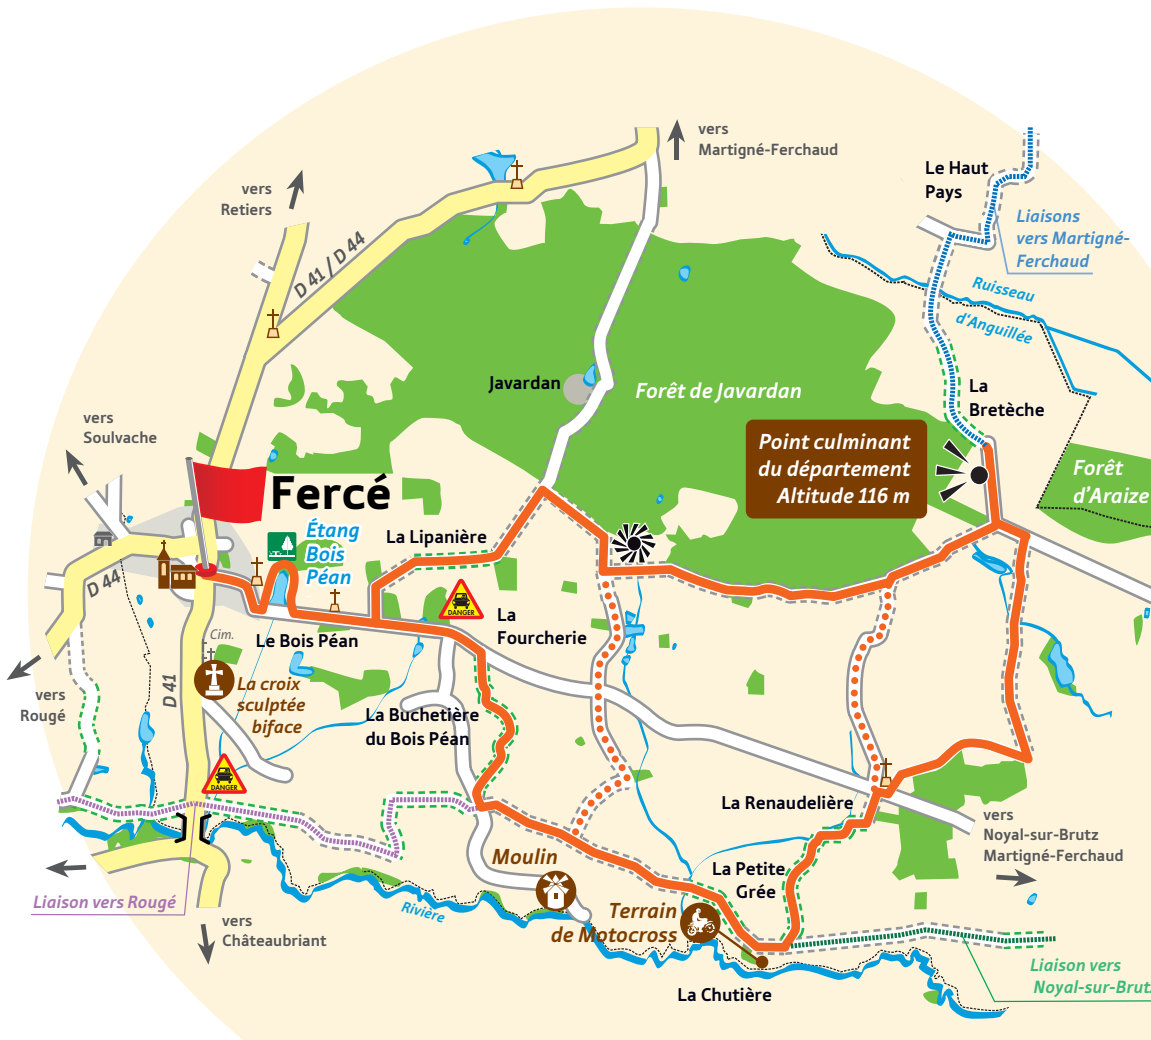 vers
Martigné-Ferchaud
Le Haut
Pays
vers
Retiers
Liaisons
vers Martigné-
Ferchaud
D 41 / D 44
Ruisseau
d'Anguillée
Javardan
Forêt de Javardan
La
Bretèche
vers
Soulvache
Point culminant
du département
Altitude 116 m
Forêt
d'Araize
Fercé
Étang
Bois
Péan
La Lipanière
D 44
DANGER
La
Fourcherie
Cim.
Le Bois Péan
vers
Rougé
D 41
La croix
sculptée
biface
La Buchetière
du Bois Péan
DANGER
La Renaudelière
vers
Noyal-sur-Brutz
Martigné-Ferchaud
Moulin
La Petite
Grée
Liaison vers Rougé
Rivière
Terrain
de Motocross
vers
Châteaubriant
Liaison vers
Noyal-sur-Brutz
La Chutière